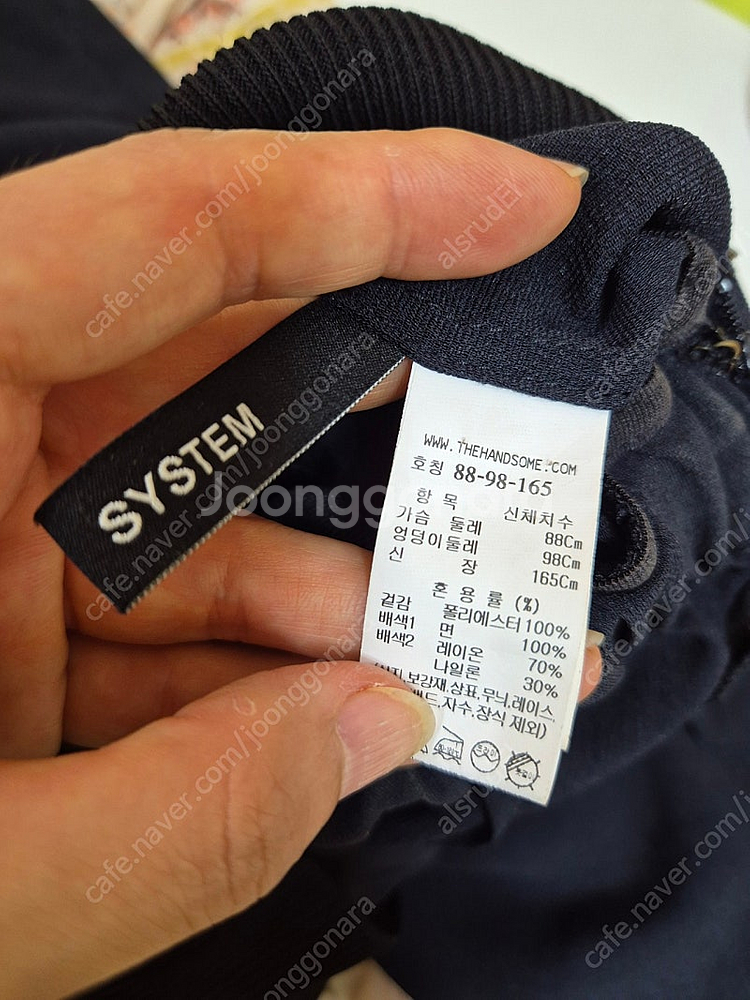 SYSTEM
WWW.THEHANDSOME.COM
호칭 88-98-165
항 목 신체치수
가슴 둘레 88Cm
엉덩이둘레 98Cm
신 장 165Cm
혼 용 률 (%)
겉감 폴리에스터 100%
배색1 면 100%
배색2 레이온 70%
나일론 30%
보강재,상표,무늬,레이스,
자수,장식 제외)
드라이
cafe.naver.com/joonggonara
alsrudEl
Joonggonara